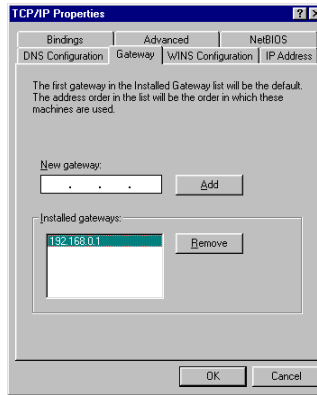 TCP/IP Properties
Bindings Advanced NetBIOS
DNS Configuration Gateway WINS Configuration IP Address
The first gateway in the Installed Gateway list will be the default.
The address order in the list will be the order in which these
machines are used.
New gateway:
. . . Add
Installed gateways:
192.168.0.1 Remove
OK Cancel